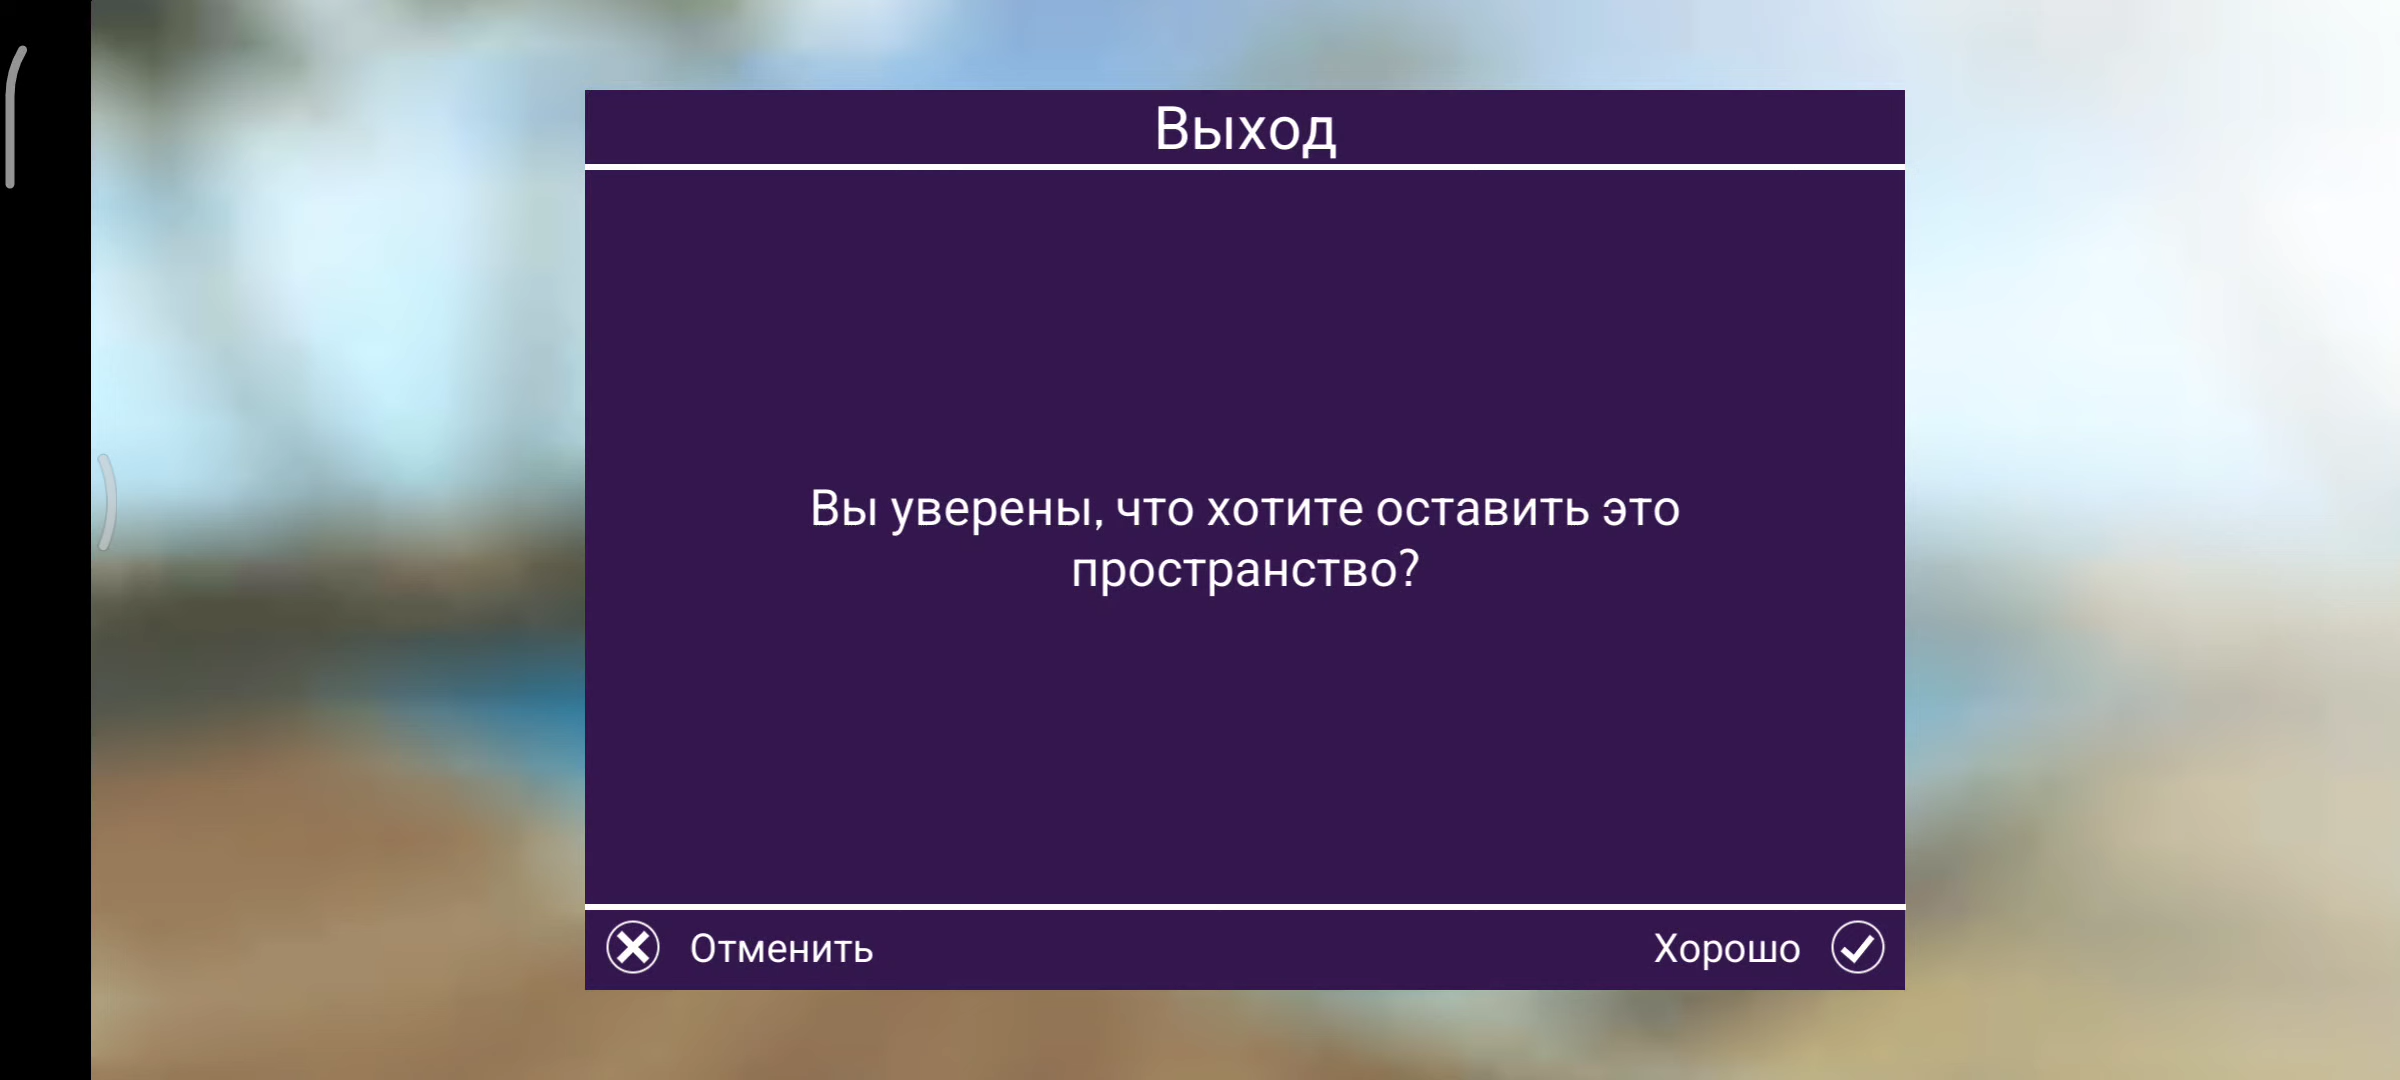 Выход
Вы уверены, что хотите оставить это
пространство?
Отменить
Хорошо